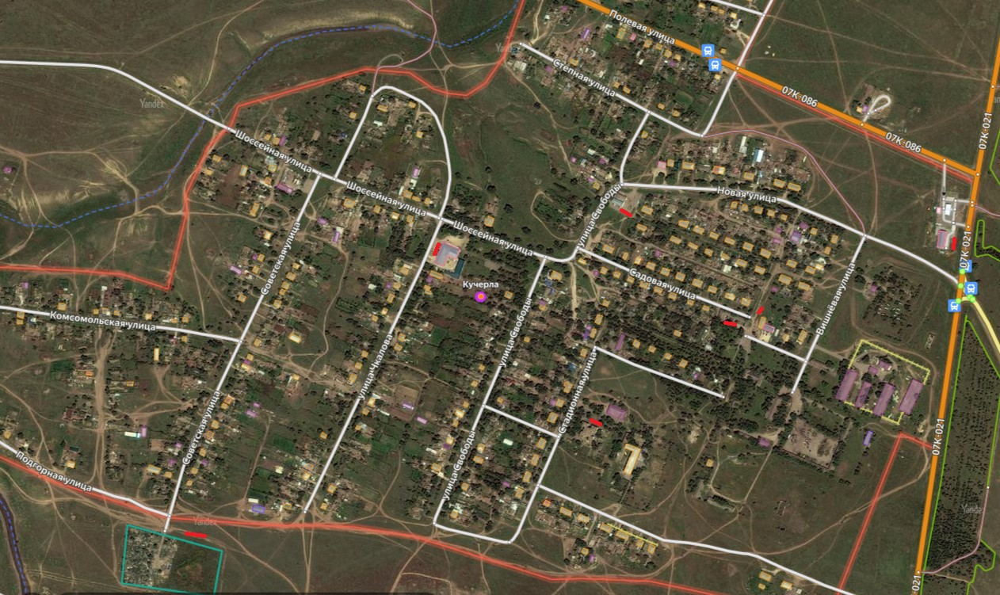 Полевая улица
Yandex
Степная улица
07К-086
07К-021
Yandex
07К-086
Шоссейная улица
Шоссейная улица
улица Свободы
Новая улица
Шоссейная улица
07К-021
Советская улица
Кучерла
Садовая улица
Вишнёвая улица
Комсомольская улица
улица Чкалова
улица Свободы
Стадионная улица
Советская улица
07К-021
улица Свободы
Подгорная улица
Yandex
Yande
021